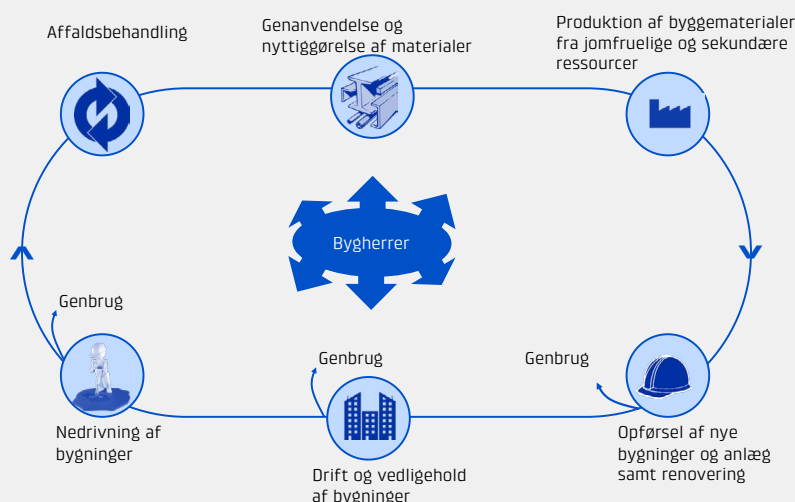 Affaldsbehandling
Genanvendelse og
nyttiggørelse af materialer
Produktion af byggematerialer
fra jomfruelige og sekundære
ressourcer
Bygherrer
Genbrug
Genbrug
Genbrug
Nedrivning af
bygninger
Drift og vedligehold
af bygninger
Opførsel af nye
bygninger og anlæg
samt renovering